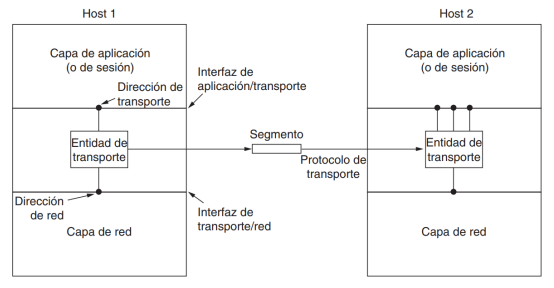 Host 1
Host 2
Capa de aplicación
(o de sesión)
Dirección de
transporte
Interfaz de
aplicación/transporte
Capa de aplicación
(o de sesión)
Entidad de
transporte
Segmento
Protocolo de
transporte
Entidad de
transporte
Dirección
de red
Interfaz de
transporte/red
Capa de red
Capa de red